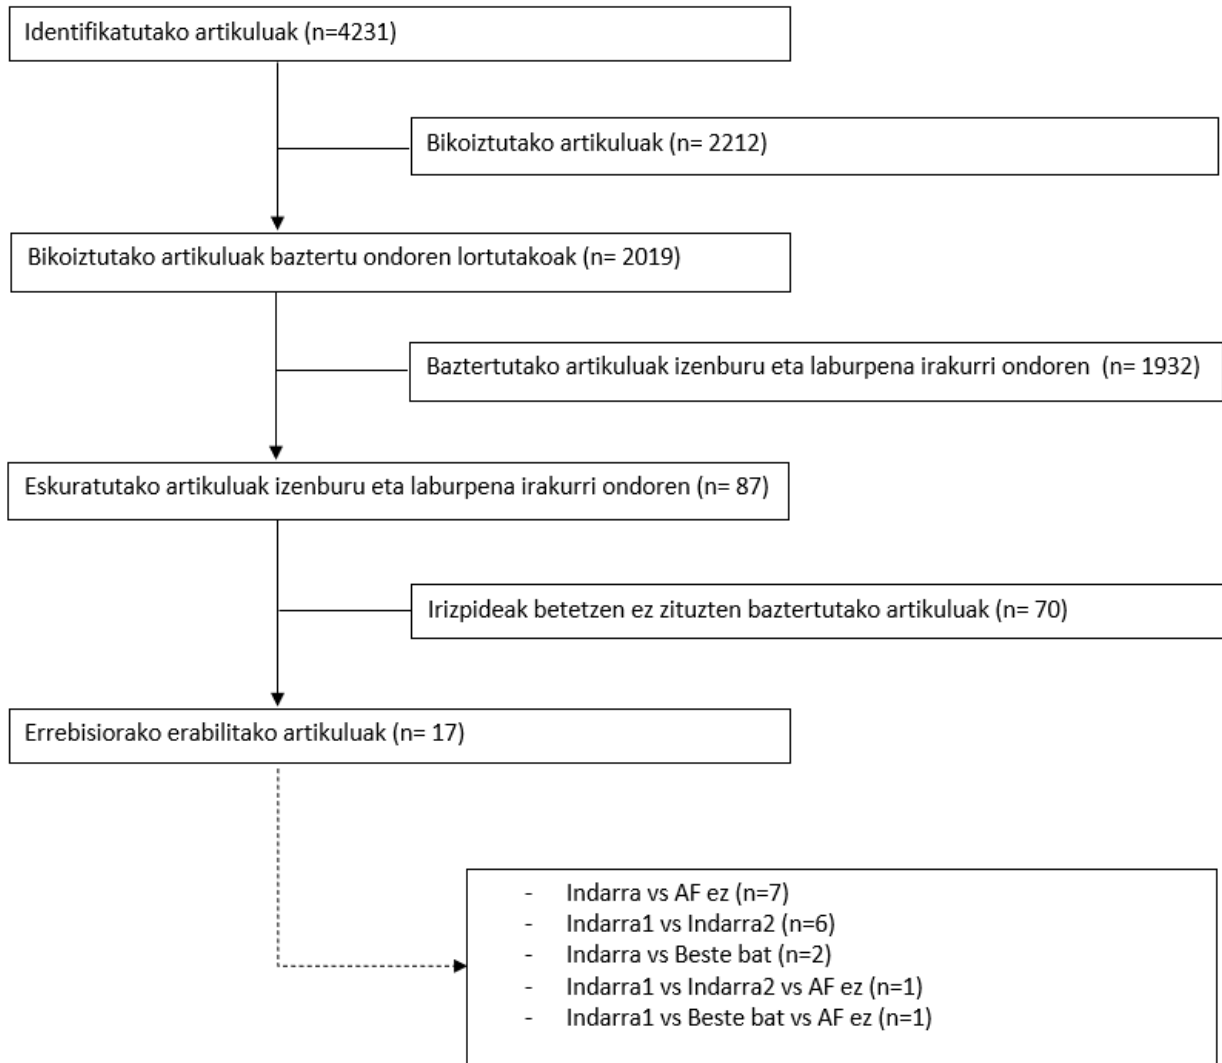 Identifikatutako artikuluak (n=4231)
Bikoiztutako artikuluak (n= 2212)
Bikoiztutako artikuluak baztertu ondoren lortutakoak (n= 2019)
Baztertutako artikuluak izenburu eta laburpena irakurri ondoren  (n= 1932)
Eskuratutako artikuluak izenburu eta laburpena irakurri ondoren (n= 87)
Irizpideak betetzen ez zituzten baztertutako artikuluak (n= 70)
Errebisiorako erabilitako artikuluak (n= 17)
- Indarra vs AF ez (n=7)
- Indarra1 vs Indarra2 (n=6)
- Indarra vs Beste bat (n=2)
- Indarra1 vs Indarra2 vs AF ez (n=1)
- Indarra1 vs Beste bat vs AF ez (n=1)